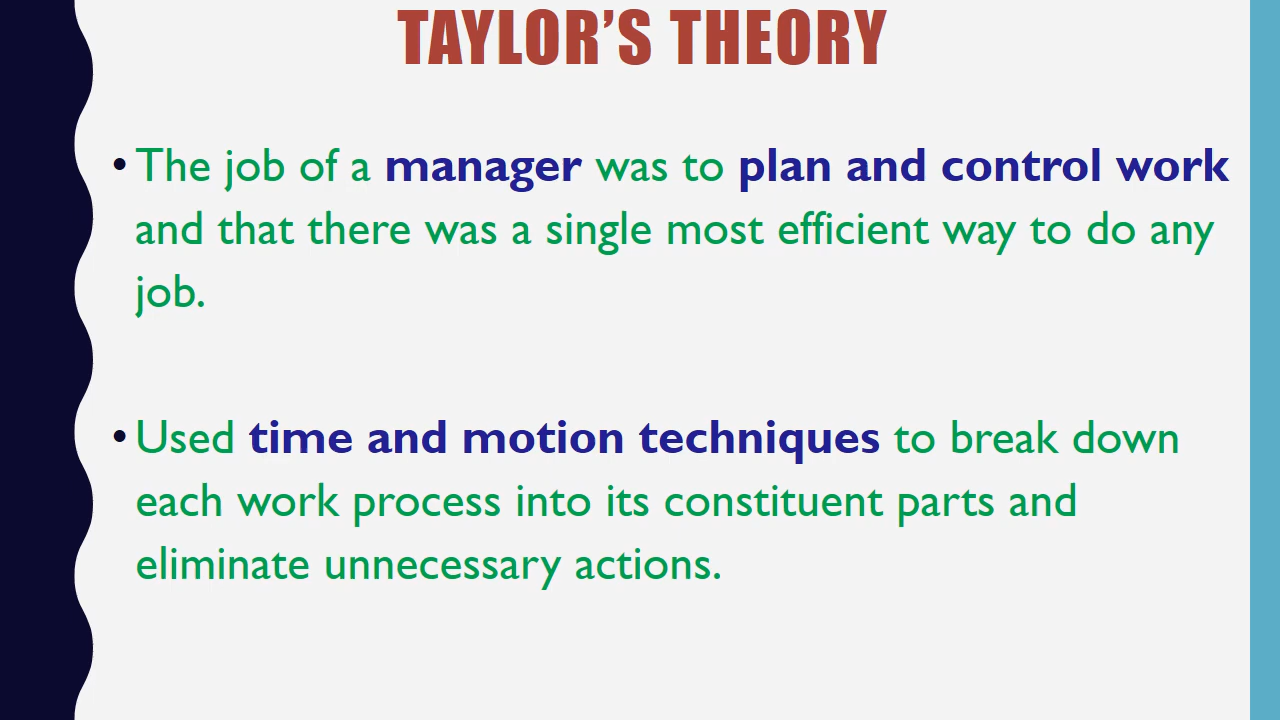 TAYLOR’S THEORY
• The job of a manager was to plan and control work
and that there was a single most efficient way to do any
job.
• Used time and motion techniques to break down
each work process into its constituent parts and
eliminate unnecessary actions.